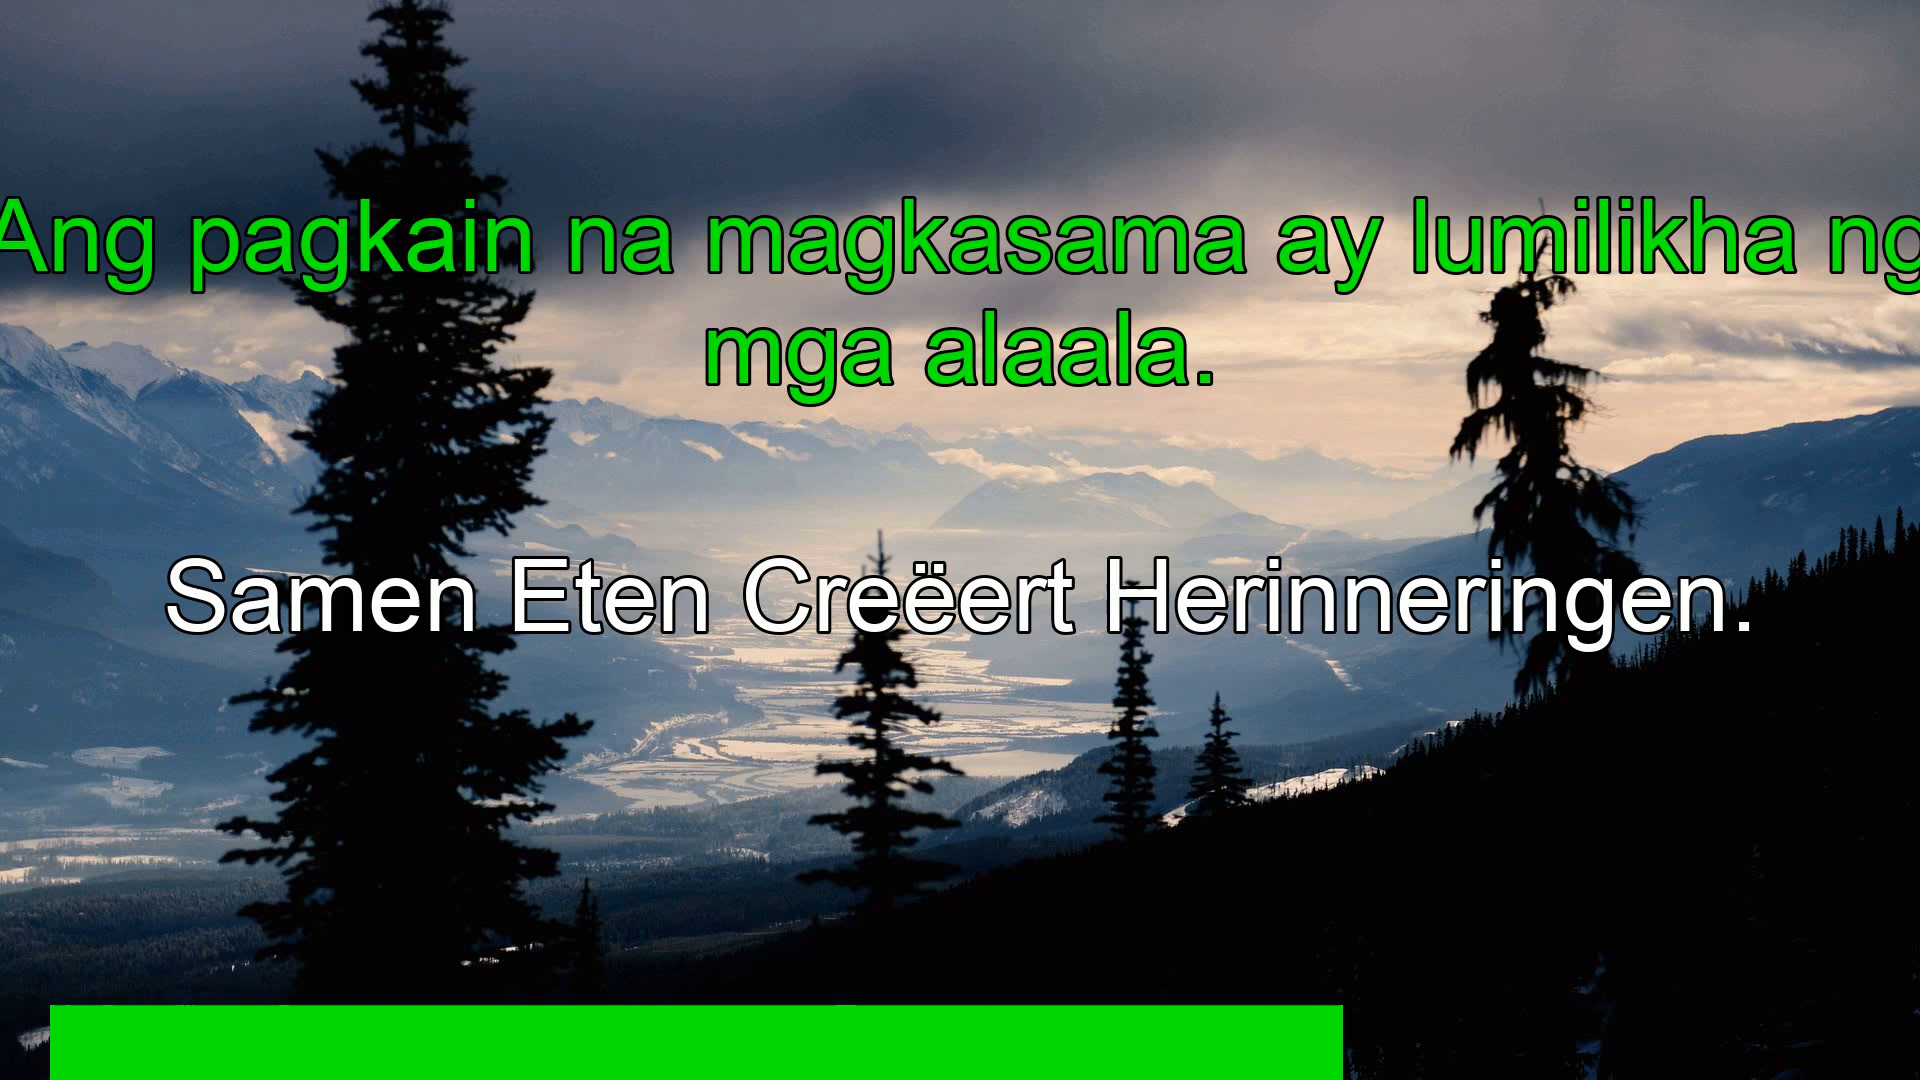 Ang pagkain na magkasama ay lumilikha ng
mga alaala.
Samen Eten Creëert Herinneringen.